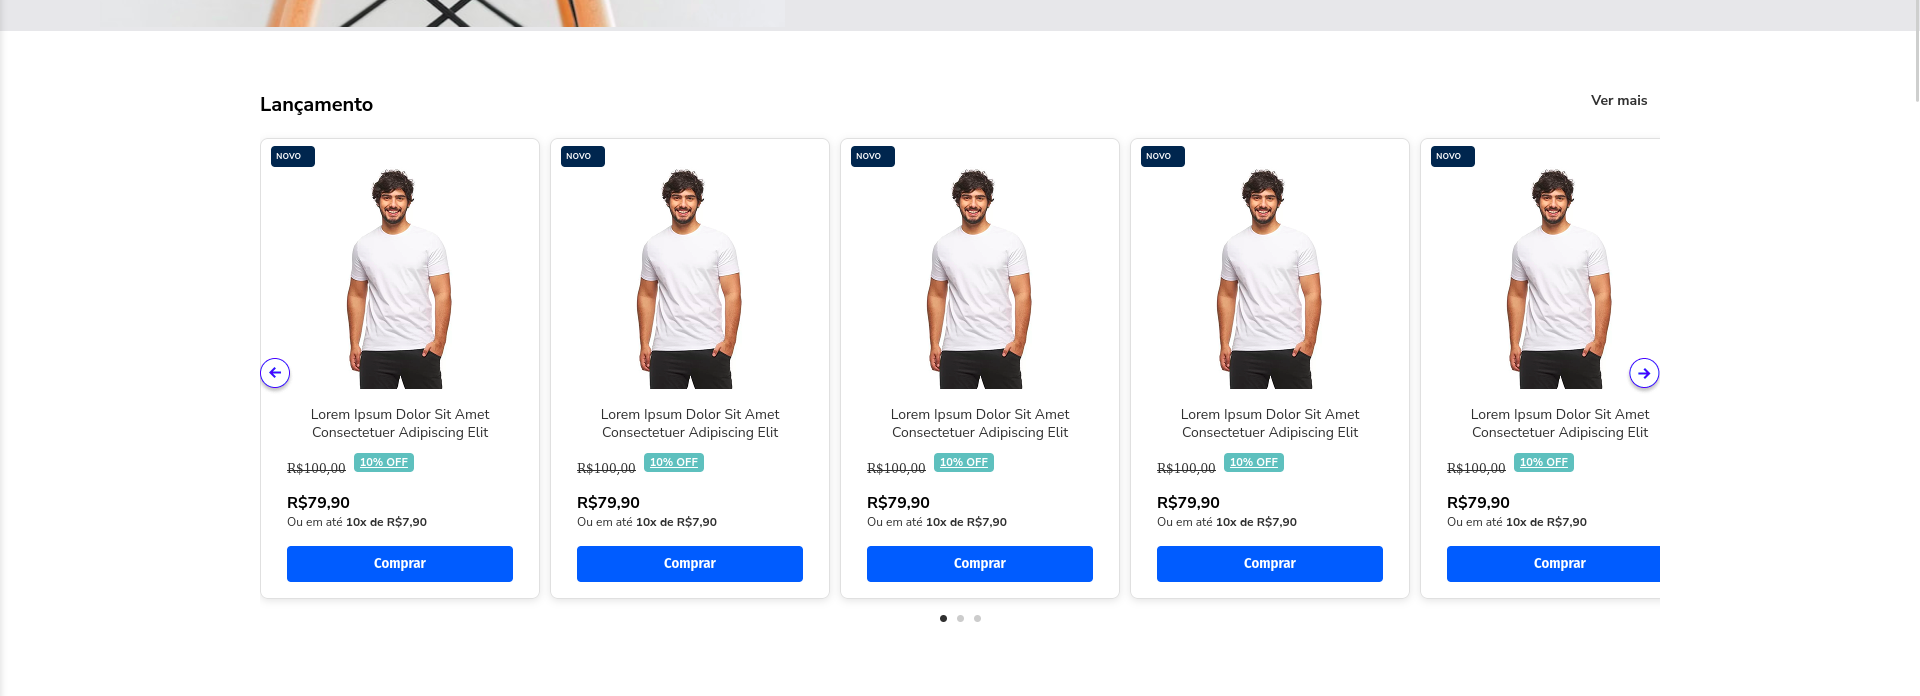 Lançamento
Ver mais
NOVO
NOVO
NOVO
NOVO
NOVO
Lorem Ipsum Dolor Sit Amet
Consectetuer Adipiscing Elit
Lorem Ipsum Dolor Sit Amet
Consectetuer Adipiscing Elit
Lorem Ipsum Dolor Sit Amet
Consectetuer Adipiscing Elit
Lorem Ipsum Dolor Sit Amet
Consectetuer Adipiscing Elit
Lorem Ipsum Dolor Sit Amet
Consectetuer Adipiscing Elit
R$100,00 10% OFF
R$100,00 10% OFF
R$100,00 10% OFF
R$100,00 10% OFF
R$100,00 10% OFF
R$79,90
Ou em até 10x de R$7,90
R$79,90
Ou em até 10x de R$7,90
R$79,90
Ou em até 10x de R$7,90
R$79,90
Ou em até 10x de R$7,90
R$79,90
Ou em até 10x de R$7,90
Comprar
Comprar
Comprar
Comprar
Comprar